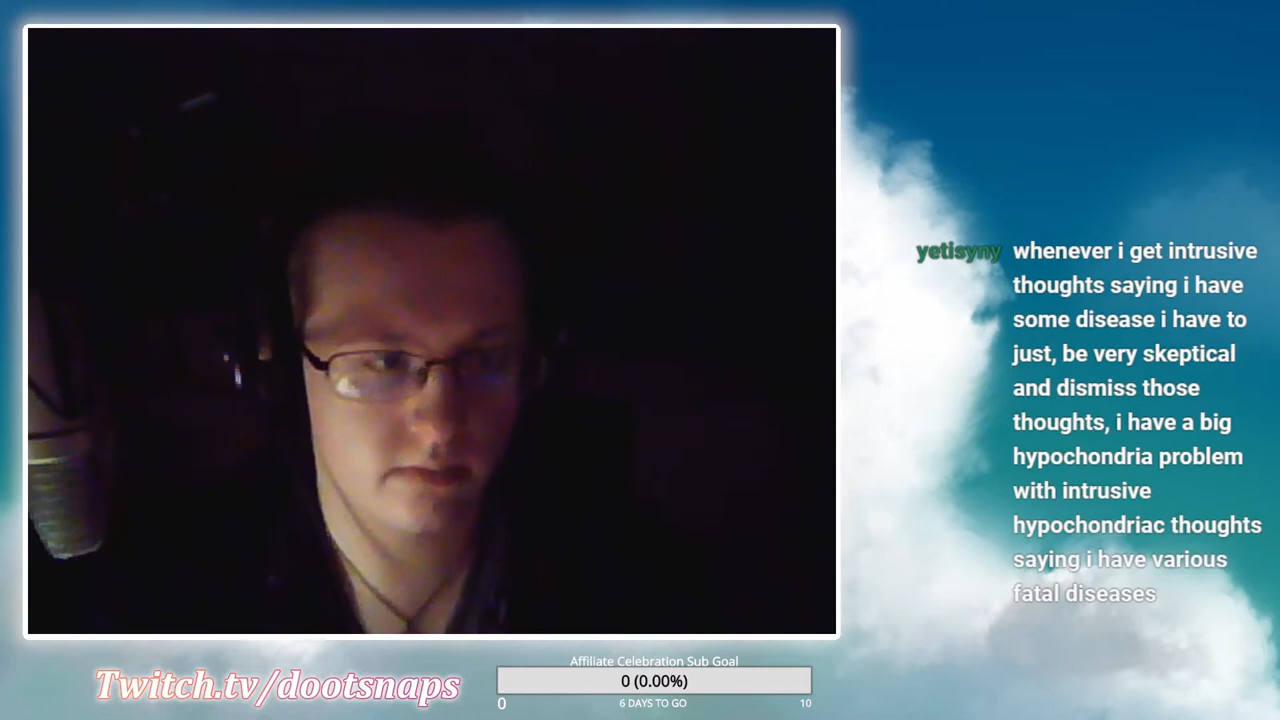 yetisyny whenever i get intrusive
thoughts saying i have
some disease i have to
just, be very skeptical
and dismiss those
thoughts, i have a big
hypochondria problem
with intrusive
hypochondriac thoughts
saying i have various
fatal diseases
Twitch.tv/dootsnaps
Affiliate Celebration Sub Goal
0 (0.00%)
0 6 DAYS TO GO 10